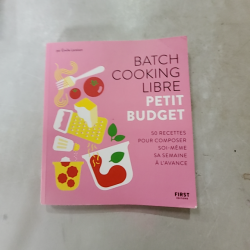 BATCH
COOKING
LIBRE
PETIT
BUDGET
50 RECETTES
POUR COMPOSER
SOI-MÊME
SA SEMAINE
À L'AVANCE
FIRST